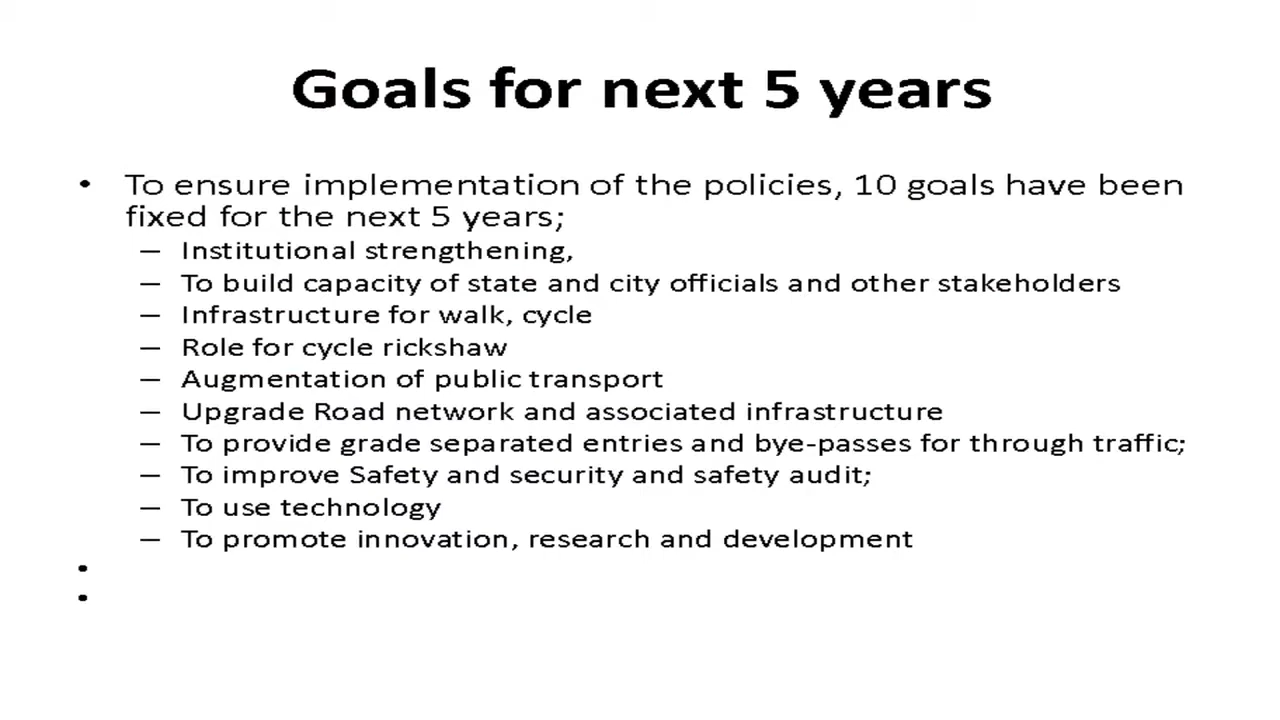 Goals for next 5 years
• To ensure implementation of the policies, 10 goals have been
fixed for the next 5 years;
– Institutional strengthening,
– To build capacity of state and city officials and other stakeholders
– Infrastructure for walk, cycle
– Role for cycle rickshaw
– Augmentation of public transport
– Upgrade Road network and associated infrastructure
– To provide grade separated entries and bye-passes for through traffic;
– To improve Safety and security and safety audit;
– To use technology
– To promote innovation, research and development
•
•